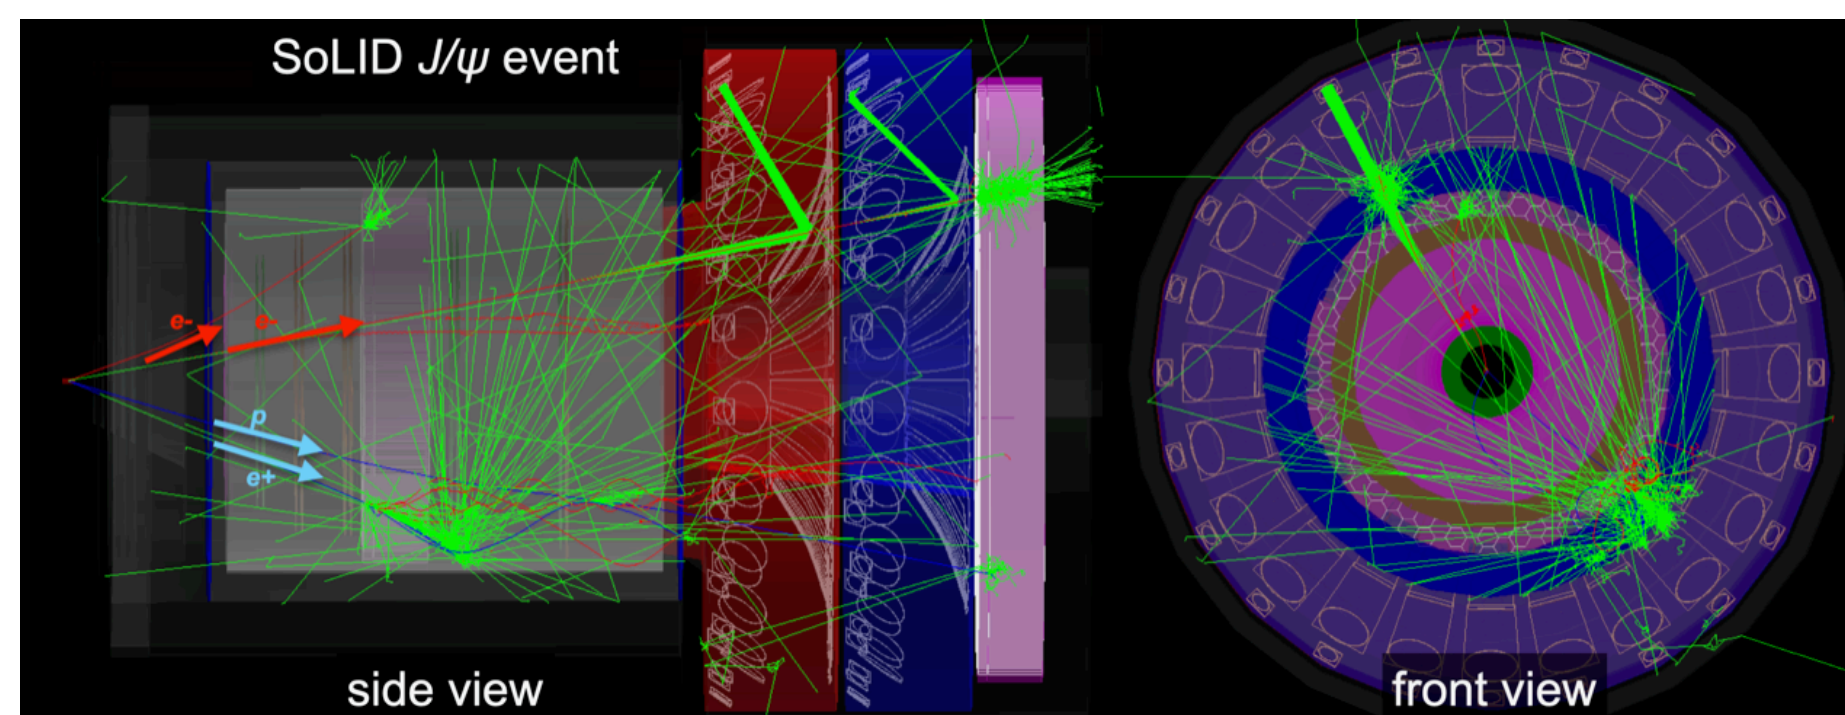 SoLID J/ψ event
e-
e-
p
e+
side view
front view